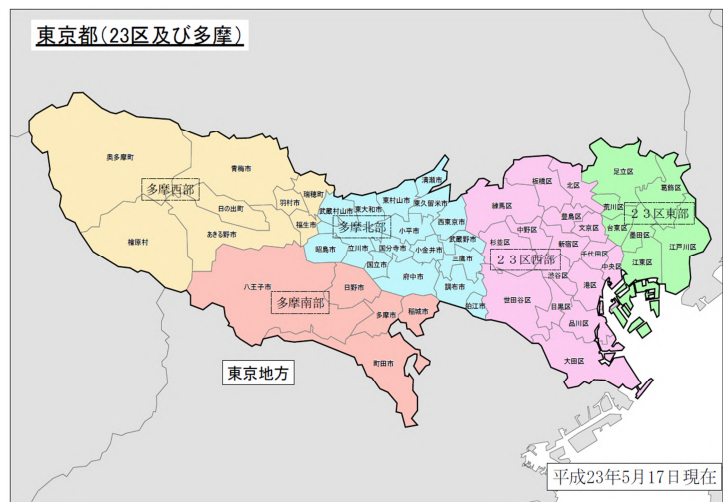 東京都(23区及び多摩)
奥多摩町
青梅市
瑞穂町
多摩西部
羽村市
日の出町
福生市
あきる野市
檜原村
清瀬市
東村山市
東久留米市
武蔵村山市
東大和市
西東京市
多摩北部
小平市
武蔵野市
昭島市
立川市
国分寺市
小金井市
三鷹市
国立市
府中市
調布市
狛江市
八王子市
日野市
多摩南部
多摩市
稲城市
町田市
板橋区
北区
練馬区
豊島区
中野区
文京区
杉並区
新宿区
千代田区
23区西部
中央区
渋谷区
港区
世田谷区
目黒区
品川区
大田区
足立区
葛飾区
荒川区
23区東部
台東区
墨田区
江戸川区
江東区
東京地方
平成23年5月17日現在